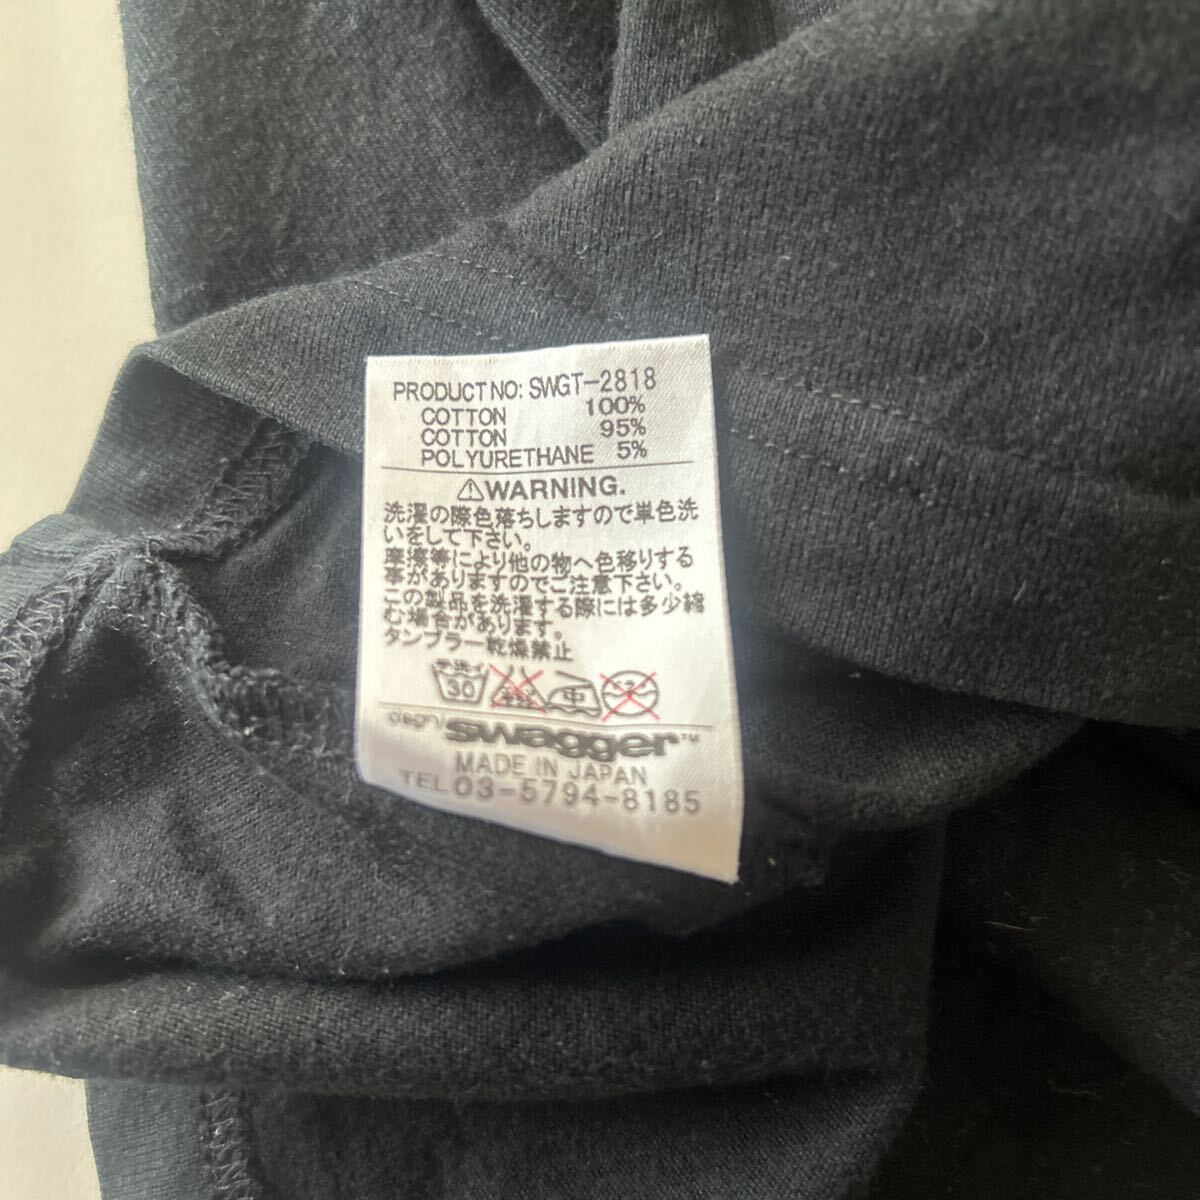 PRODUCT NO: SWGT-2818
COTTON 100%
COTTON 95%
POLYURETHANE 5%
⚠WARNING.
洗濯の際色落ちしますので単色洗
いをして下さい。
摩擦等により他の物へ色移りする
事がありますのでご注意下さい。
この製品を洗濯する際には多少縮
む場合があります。
タンブラー乾燥禁止
手洗イ
30 中
swagger™
MADE IN JAPAN
TEL 03-5794-8185